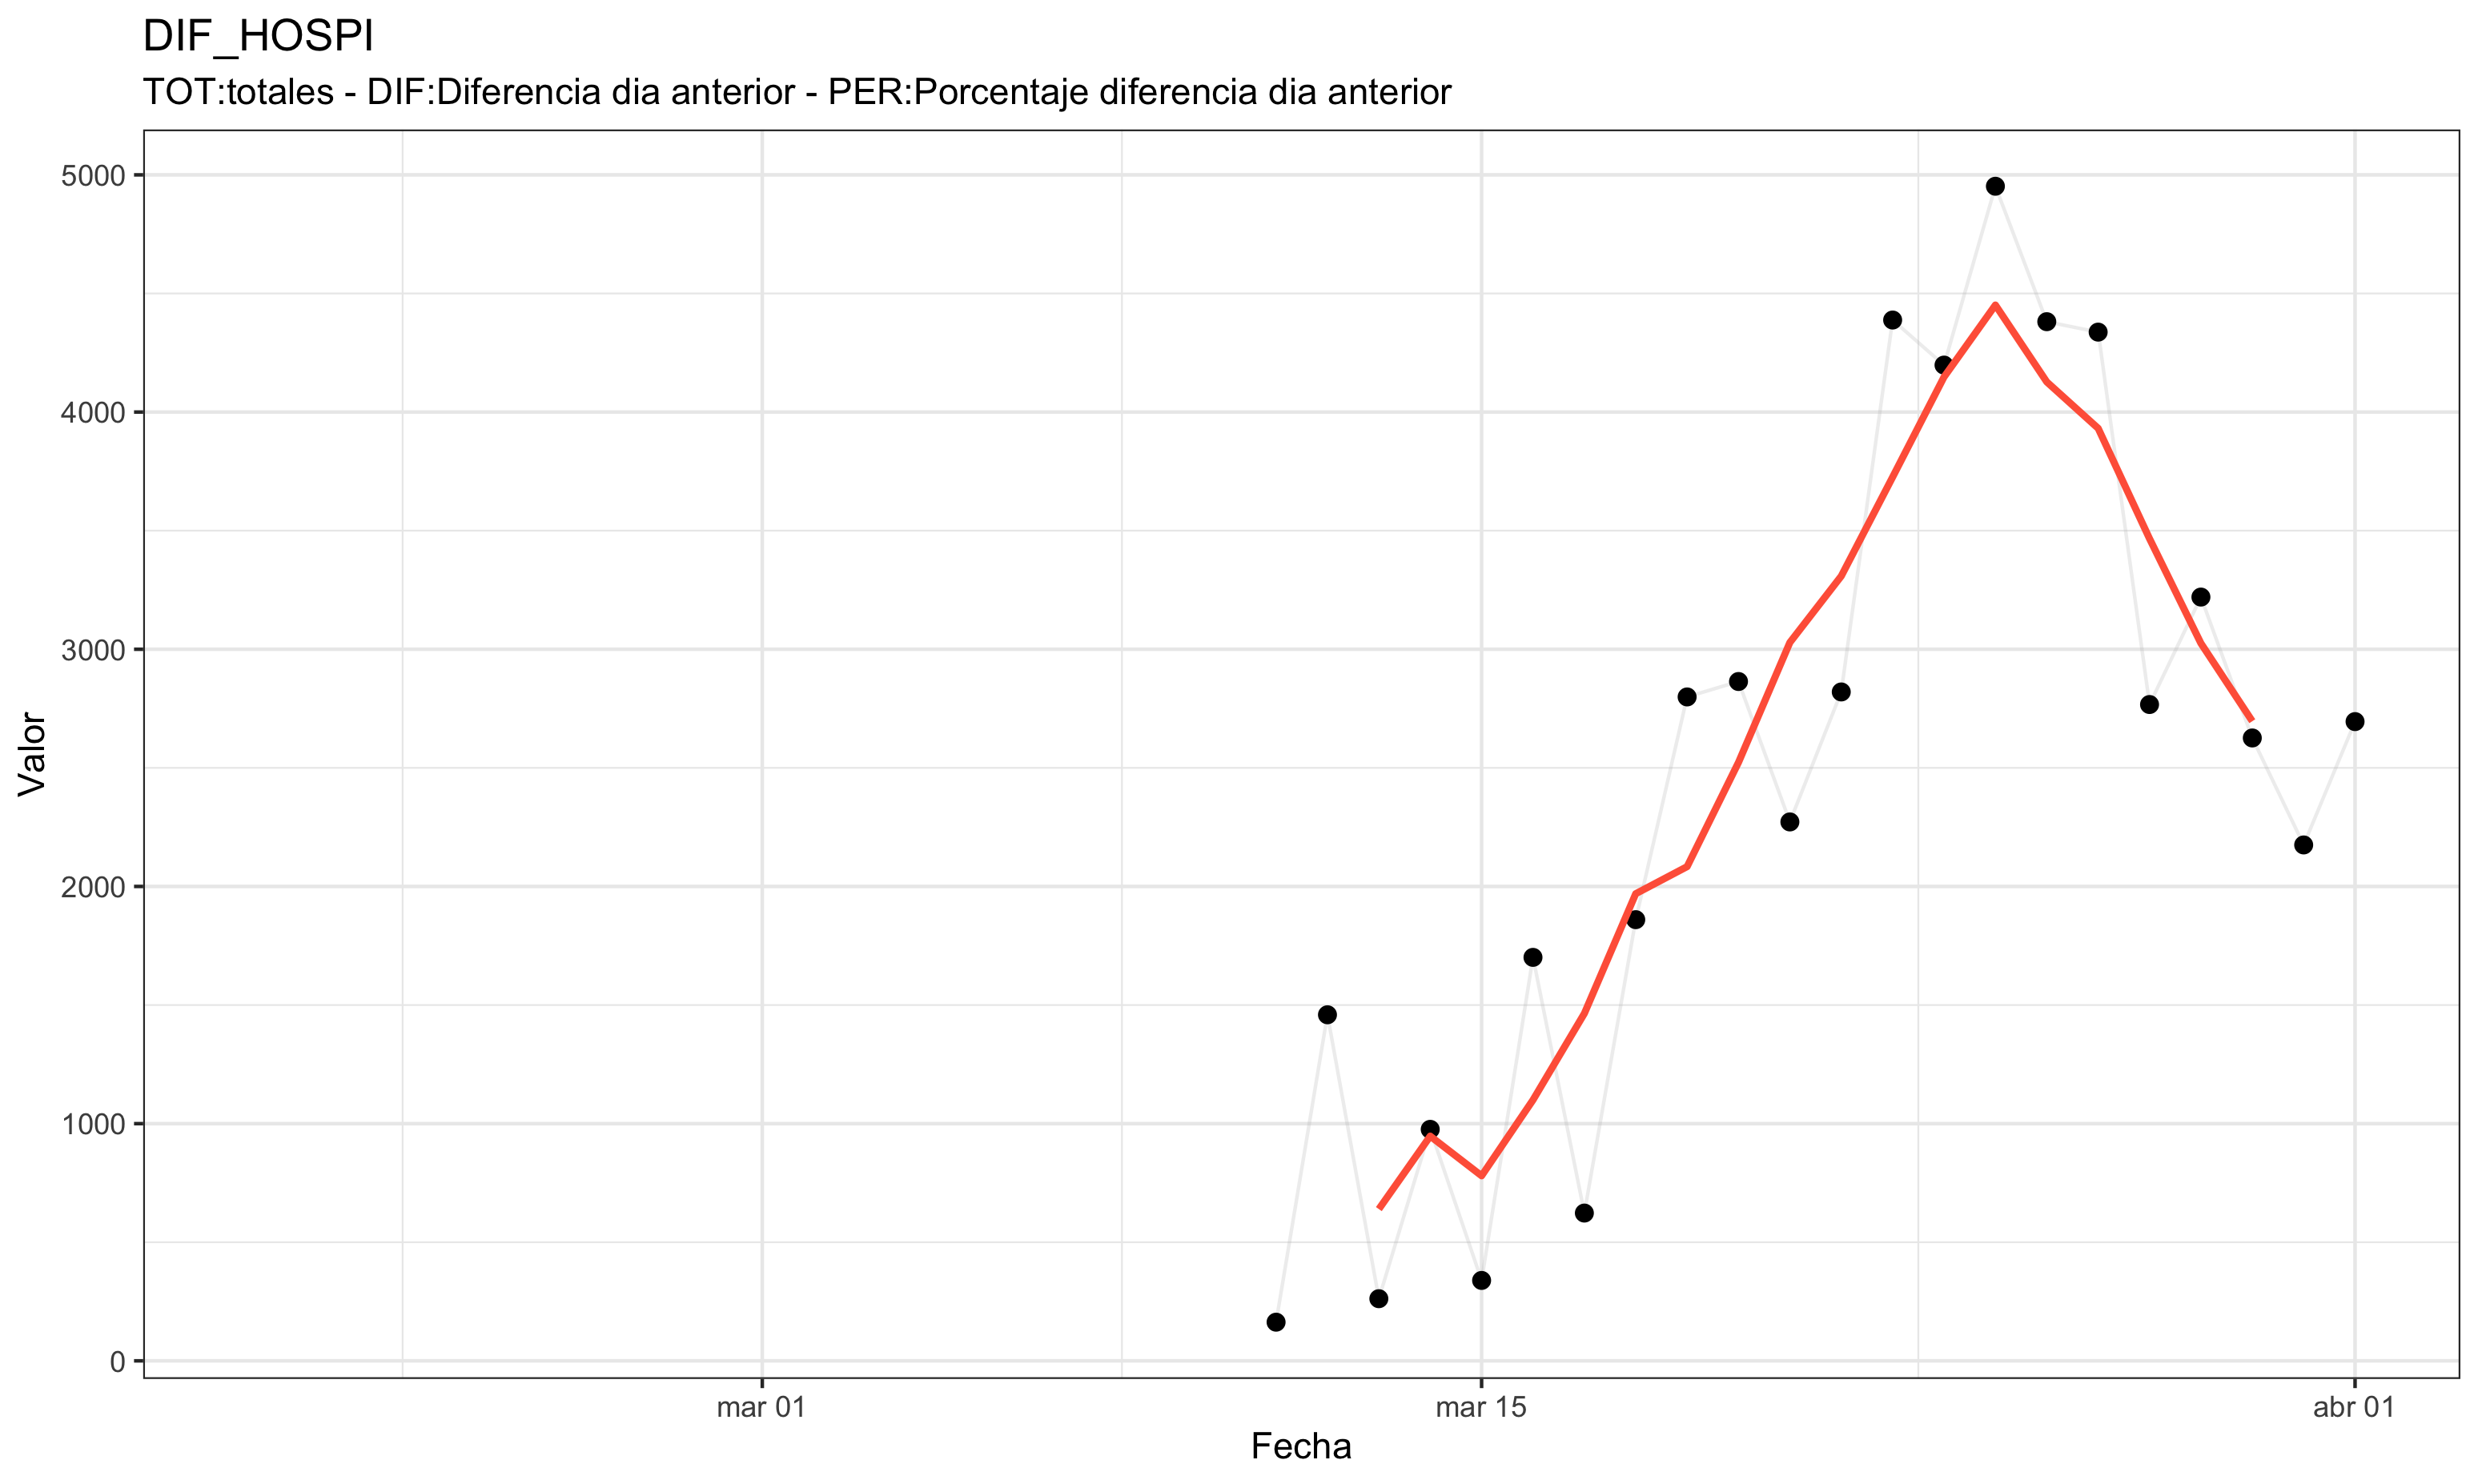 DIF_HOSPI
TOT:totales - DIF:Diferencia dia anterior - PER:Porcentaje diferencia dia anterior
Valor
5000
4000
3000
2000
1000
0
mar 01
mar 15
abr 01
Fecha